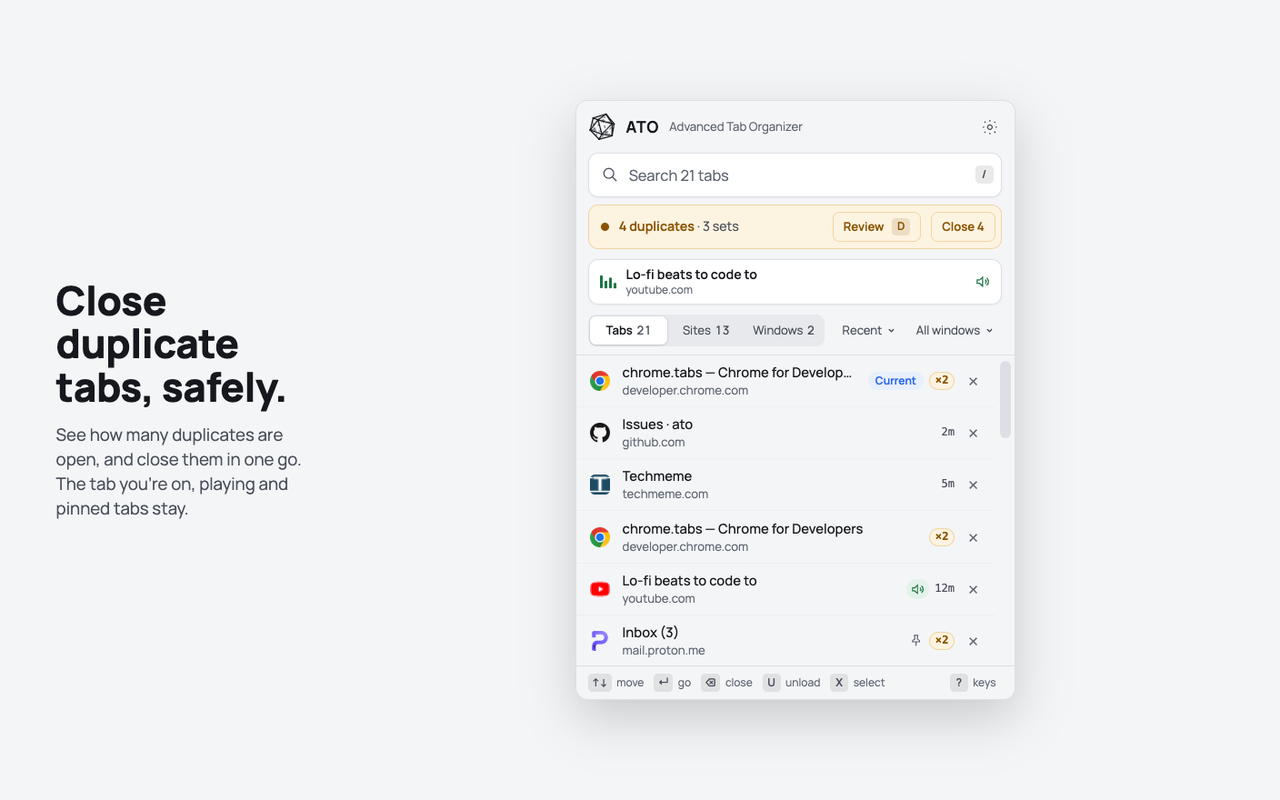 Close
duplicate
tabs, safely.
See how many duplicates are
open, and close them in one go.
The tab you're on, playing and
pinned tabs stay.
ATO Advanced Tab Organizer
Search 21 tabs /
4 duplicates · 3 sets Review D Close 4
Lo-fi beats to code to
youtube.com
Tabs 21 Sites 13 Windows 2 Recent All windows
chrome.tabs — Chrome for Develop...
developer.chrome.com
Current ×2
Issues · ato
github.com
2m
Techmeme
techmeme.com
5m
chrome.tabs — Chrome for Developers
developer.chrome.com
×2
Lo-fi beats to code to
youtube.com
12m
Inbox (3)
mail.proton.me
×2
↑↓ move ↵ go ⌫ close U unload X select ? keys